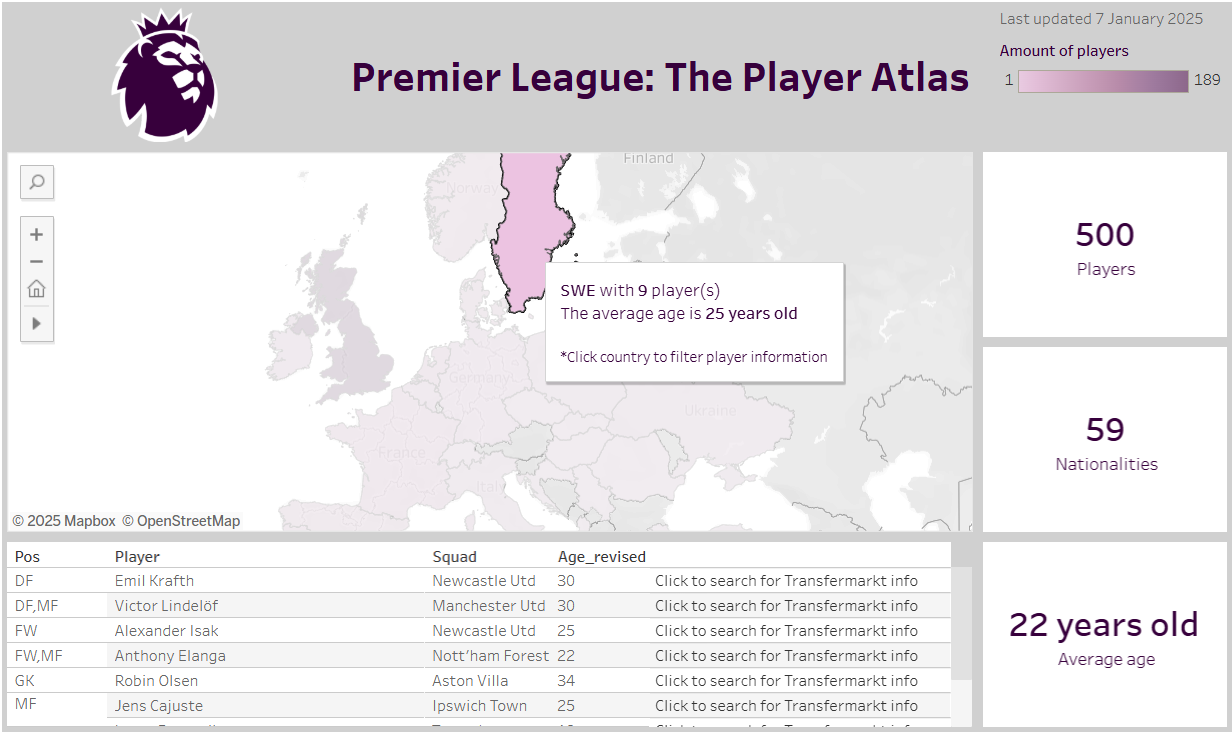 Last updated 7 January 2025
Premier League: The Player Atlas
Amount of players
1 189
Finland
Norway
SWE with 9 player(s)
The average age is 25 years old
*Click country to filter player information
Germany
Ukraine
France
Ital
© 2025 Mapbox © OpenStreetMap
500
Players
59
Nationalities
22 years old
Average age
Pos Player Squad Age_revised
DF Emil Krafth Newcastle Utd 30 Click to search for Transfermarkt info
DF,MF Victor Lindelöf Manchester Utd 30 Click to search for Transfermarkt info
FW Alexander Isak Newcastle Utd 25 Click to search for Transfermarkt info
FW,MF Anthony Elanga Nott'ham Forest 22 Click to search for Transfermarkt info
GK Robin Olsen Aston Villa 34 Click to search for Transfermarkt info
MF Jens Cajuste Ipswich Town 25 Click to search for Transfermarkt info